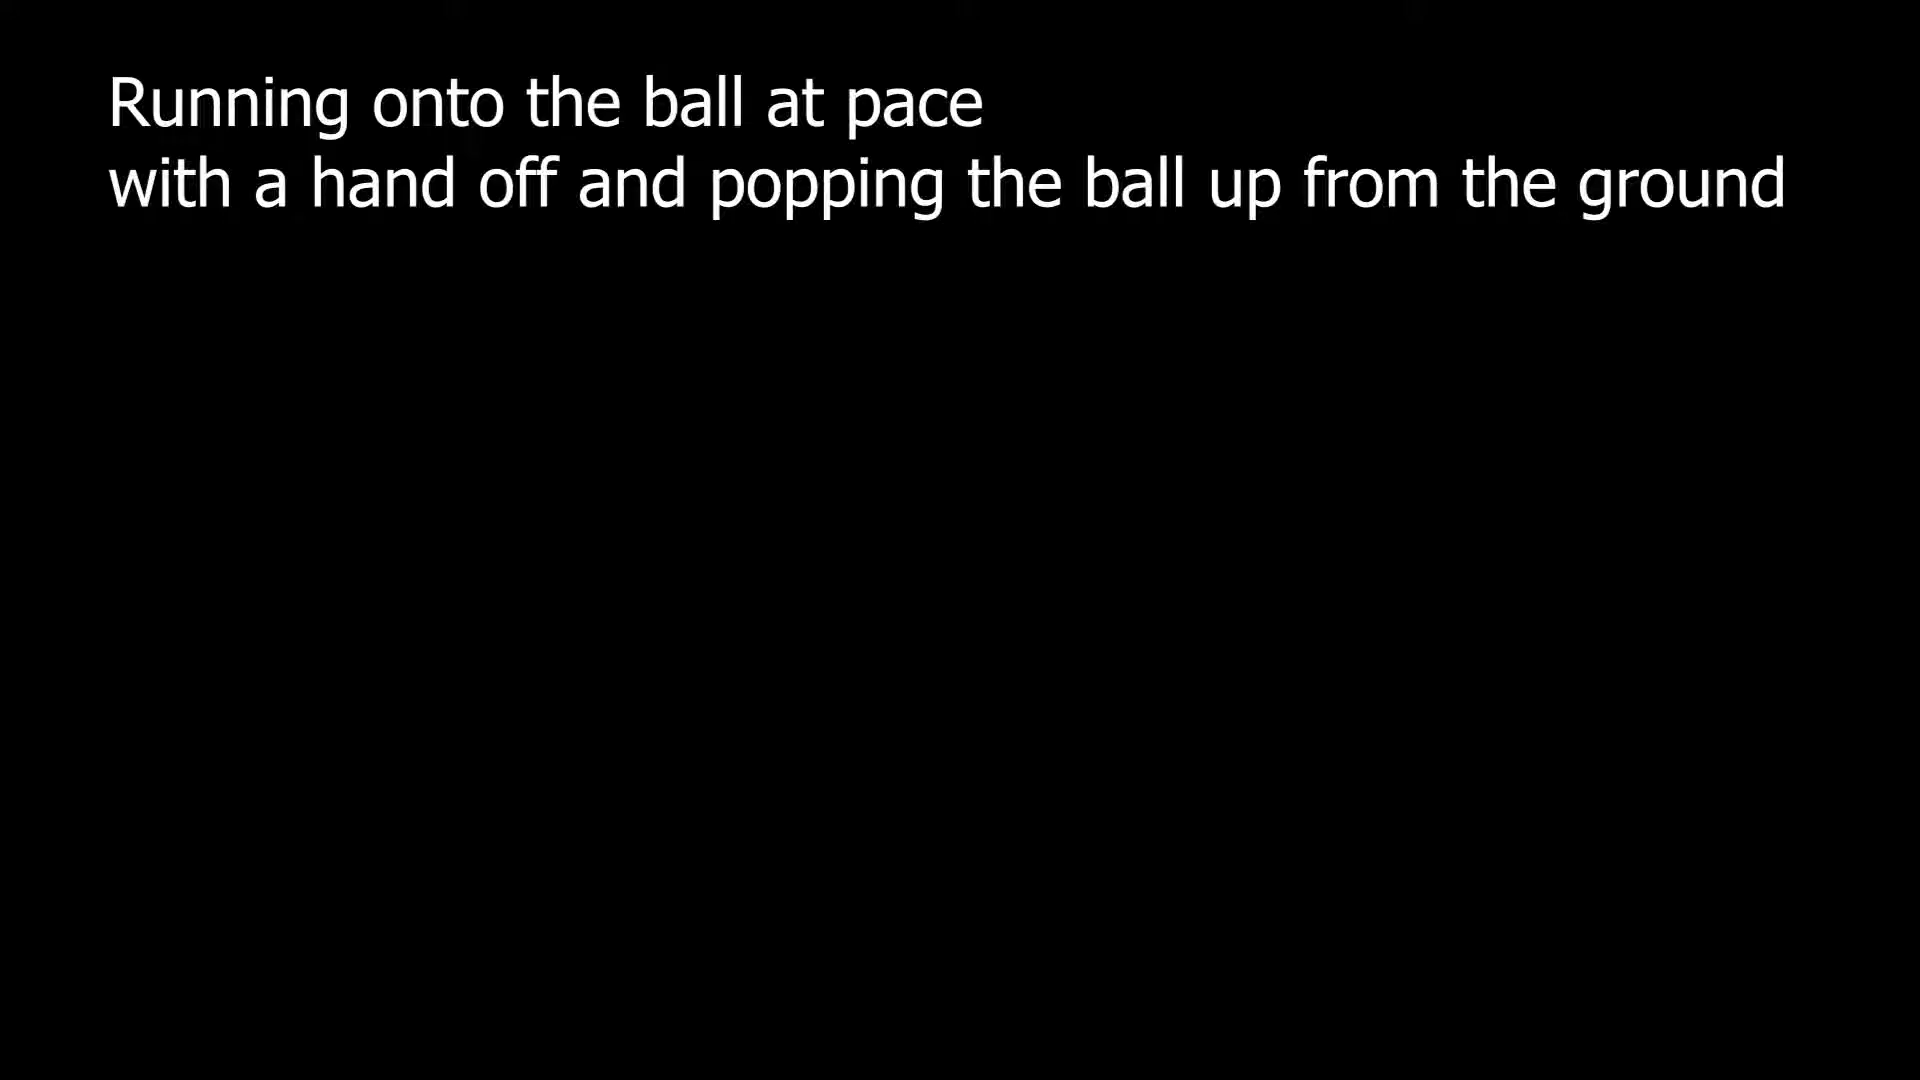 Running onto the ball at pace
with a hand off and popping the ball up from the ground